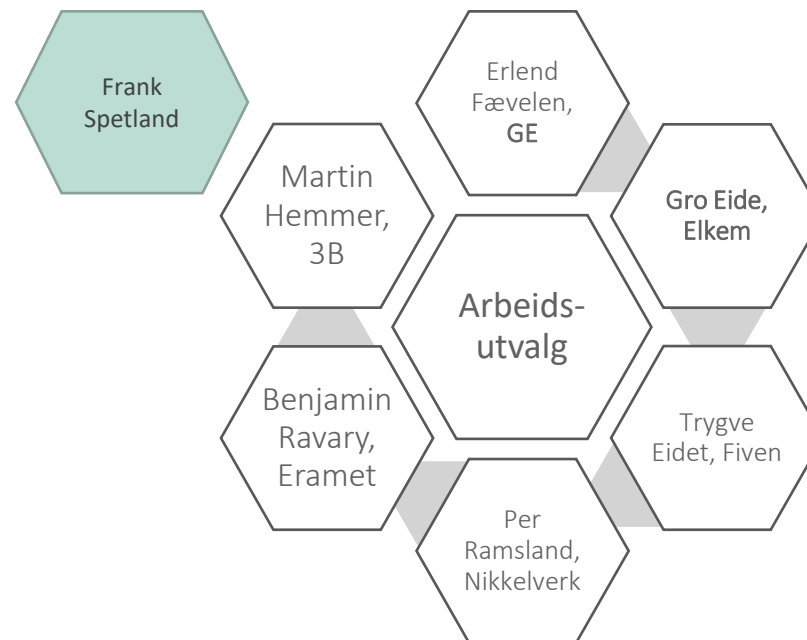 Frank
Spetland
Erlend
Fævelen,
GE
Martin
Hemmer,
3B
Gro Eide,
Elkem
Arbeids-
utvalg
Benjamin
Ravary,
Eramet
Trygve
Eidet, Fiven
Per
Ramsland,
Nikkelverk